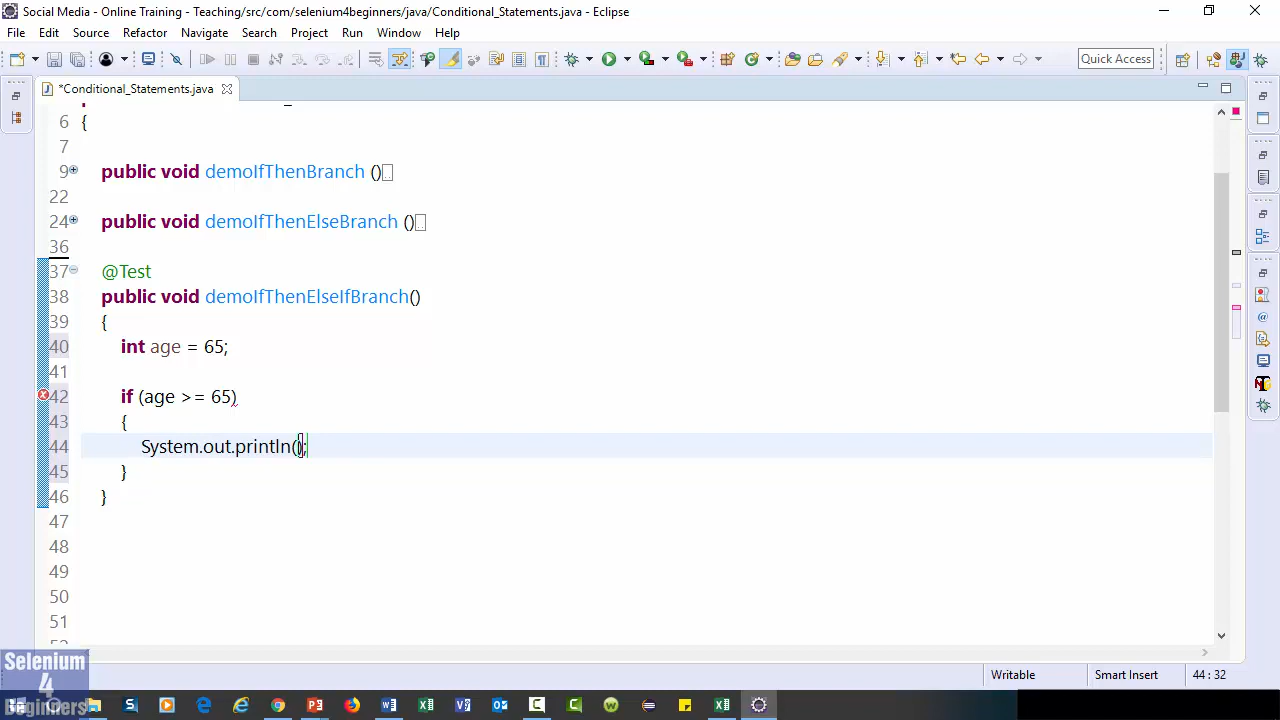 Social Media - Online Training - Teaching/src/com/selenium4beginners/java/Conditional_Statements.java - Eclipse
File Edit Source Refactor Navigate Search Project Run Window Help
Quick Access
*Conditional_Statements.java
6 {
7
9 public void demoIfThenBranch ()
22
24 public void demoIfThenElseBranch ()
36
37 @Test
38 public void demoIfThenElseIfBranch()
39 {
40 int age = 65;
41
42 if (age >= 65)
43 {
44 System.out.println();
45 }
46 }
47
48
49
50
51
Writable Smart Insert 44 : 32
Selenium
4
Beginners